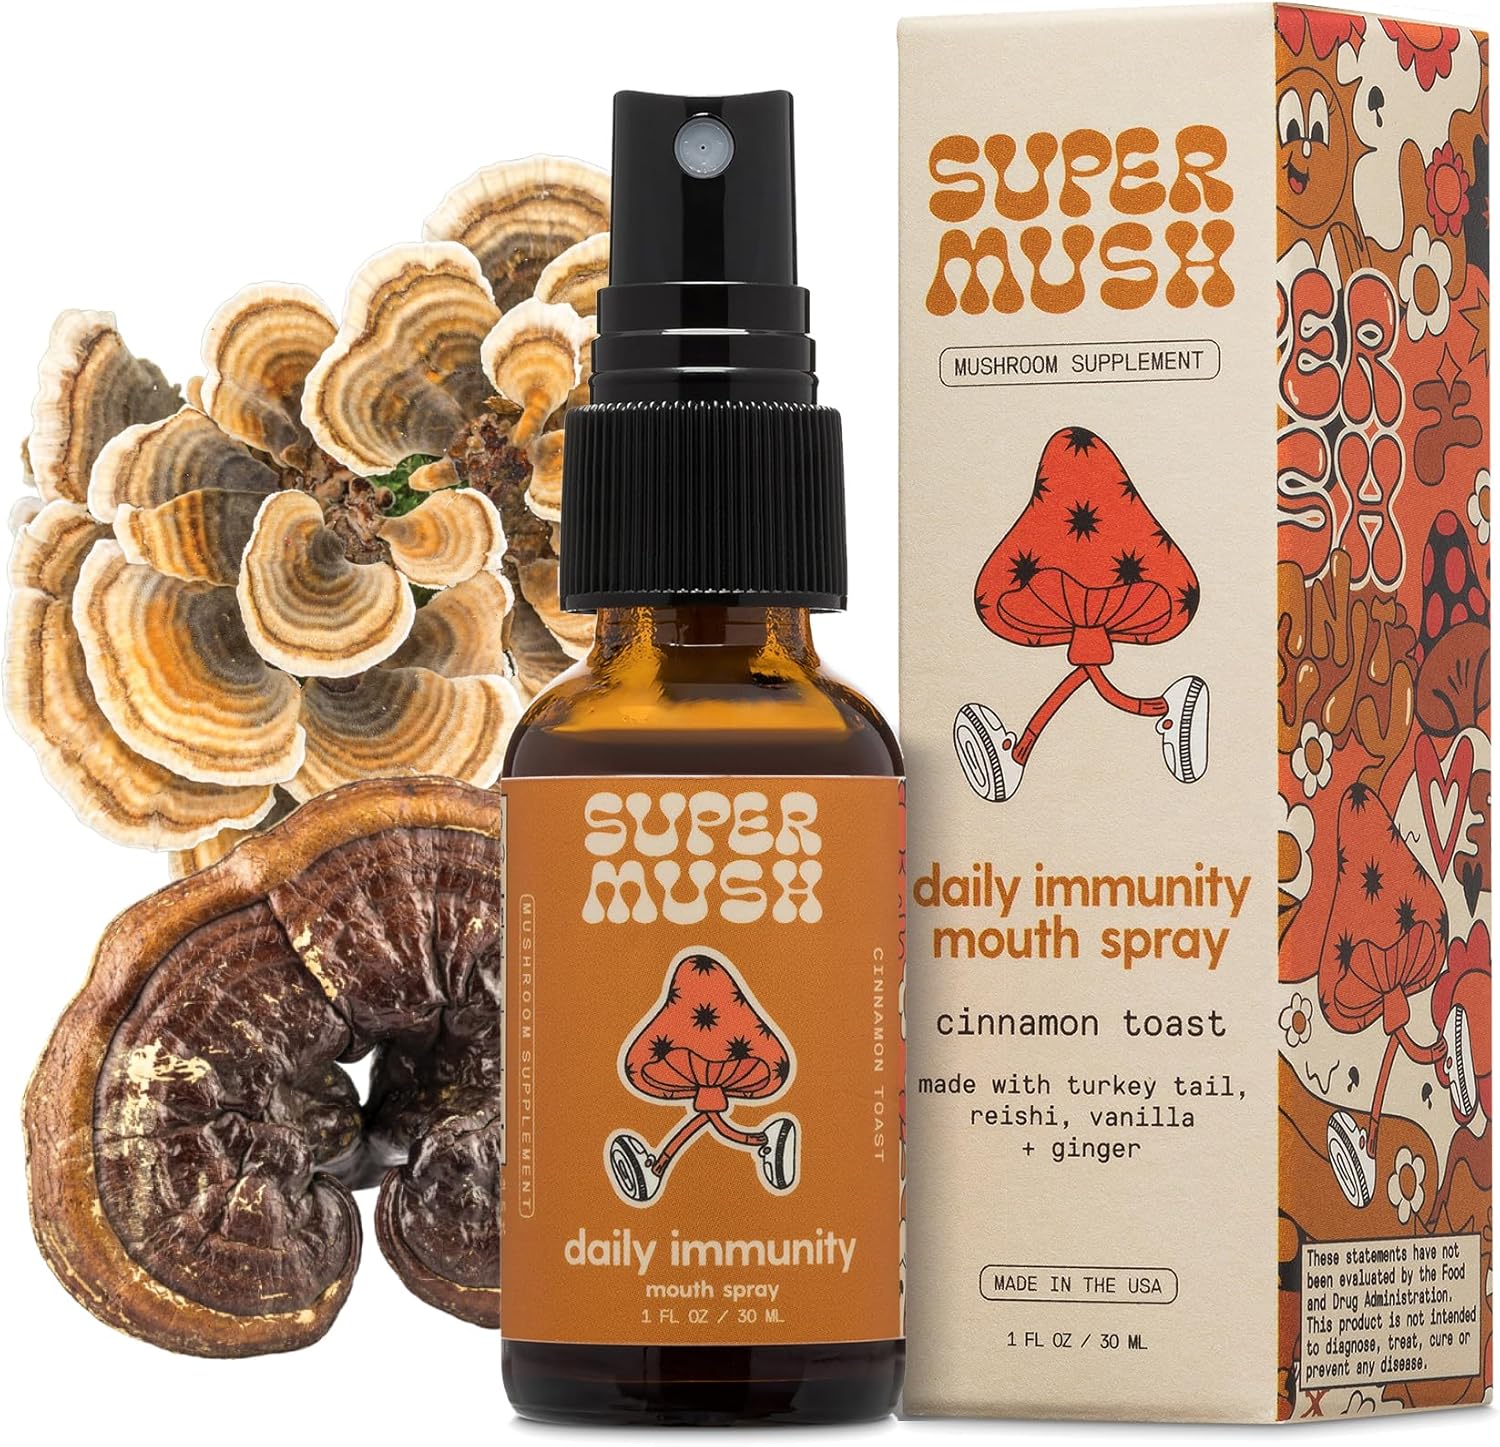 SUPER
MUSH
MUSHROOM SUPPLEMENT
daily immunity
mouth spray
cinnamon toast
made with turkey tail,
reishi, vanilla
+ ginger
MADE IN THE USA
1 FL OZ / 30 ML
These statements have not
been evaluated by the Food
and Drug Administration.
This product is not intended
to diagnose, treat, cure or
prevent any disease.
SUPER
MUSH
MUSHROOM SUPPLEMENT
CINNAMON TOAST
daily immunity
mouth spray
1 FL OZ / 30 ML